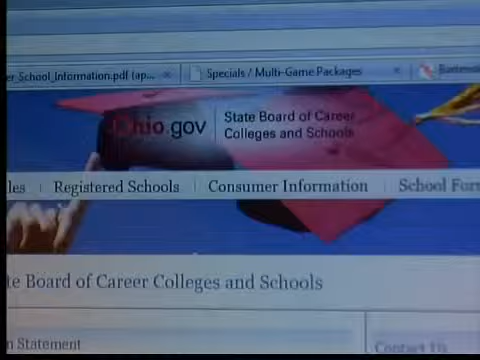 er_School_Information.pdf (ap...
Specials / Multi-Game Packages
Bartend
Ohio.gov
State Board of Career
Colleges and Schools
les
Registered Schools
Consumer Information
School For
te Board of Career Colleges and Schools
n Statement
Contact Us